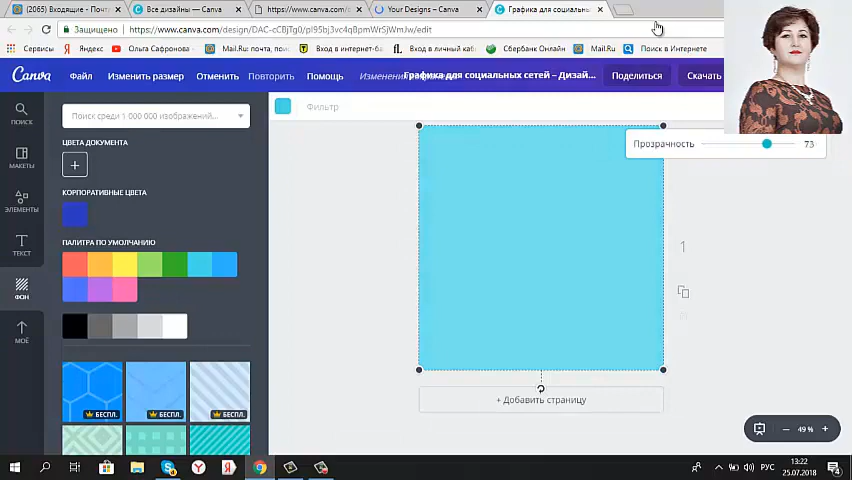 (2065) Входящие – Почт
Все дизайны — Canva
https://www.canva.com/d
Your Designs – Canva
Графика для социальны
Защищено
https://www.canva.com/design/DAC-cCBjTg0/pI95bj3vc4qBpmWrSjWmJw/edit
Сервисы
Почта
Ольга Сафронова
Mail.Ru: почта, пои
Вход в интернет-б
Вход в личный каб
Сбербанк Онлайн
Mail.Ru
Поиск в Интернете
Canva
Файл
Изменить размер
Отменить
Повторить
Помощь
Графика для социальных сетей – Дизай...
Поделиться
Скачать
ПОИСК
МАКЕТЫ
ЭЛЕМЕНТЫ
ТЕКСТ
ФОН
МОЁ
Поиск среди 1 000 000 изображений...
ЦВЕТА ДОКУМЕНТА
+
КОРПОРАТИВНЫЕ ЦВЕТА
ПАЛИТРА ПО УМОЛЧАНИЮ
БЕСПЛ.
БЕСПЛ.
БЕСПЛ.
Фильтр
Прозрачность
73
1
+ Добавить страницу
49 %
РУС
13:22
25.07.2018
4